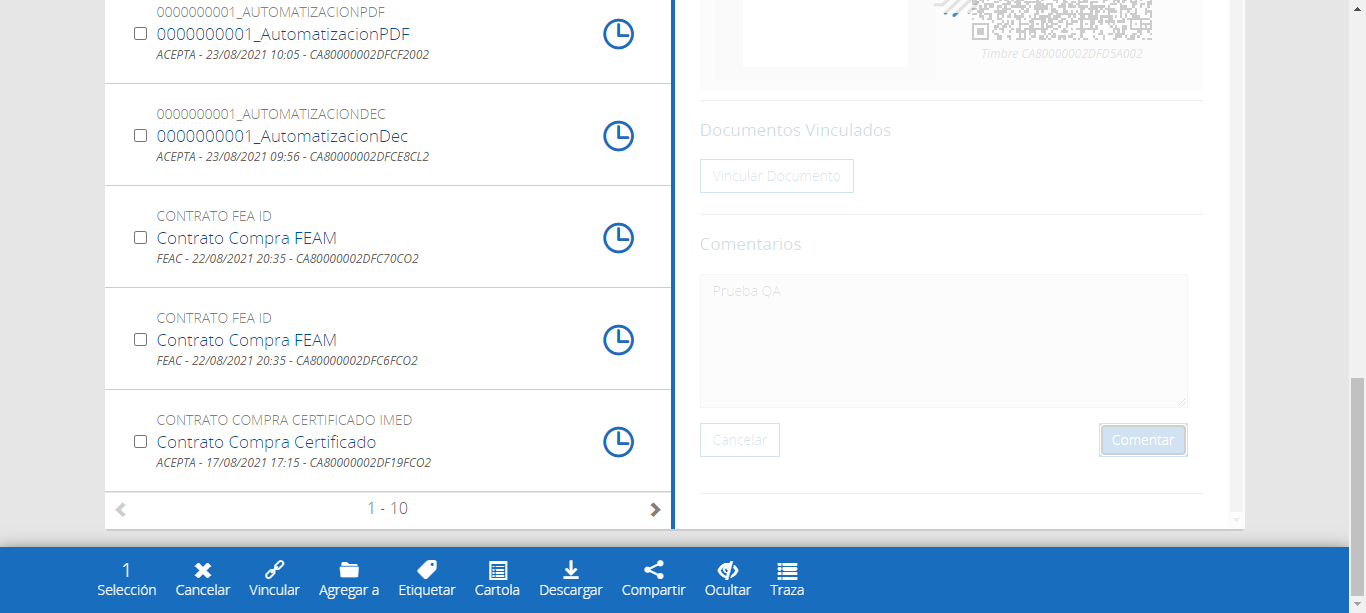 0000000001_AUTOMATIZACIONPDF
0000000001_AutomatizacionPDF
ACEPTA - 23/08/2021 10:05 - CA80000002DFCF2002
0000000001_AUTOMATIZACIONDEC
0000000001_AutomatizacionDec
ACEPTA - 23/08/2021 09:56 - CA80000002DFCE8CL2
CONTRATO FEA ID
Contrato Compra FEAM
FEAC - 22/08/2021 20:35 - CA80000002DFC70CO2
CONTRATO FEA ID
Contrato Compra FEAM
FEAC - 22/08/2021 20:35 - CA80000002DFC6FCO2
CONTRATO COMPRA CERTIFICADO IMED
Contrato Compra Certificado
ACEPTA - 17/08/2021 17:15 - CA80000002DF19FCO2
1 - 10
Timbre CA80000002DFD5A002
Documentos Vinculados
Vincular Documento
Comentarios
Prueba QA
Cancelar
Comentar
1
Selección
Cancelar
Vincular
Agregar a
Etiquetar
Cartola
Descargar
Compartir
Ocultar
Traza